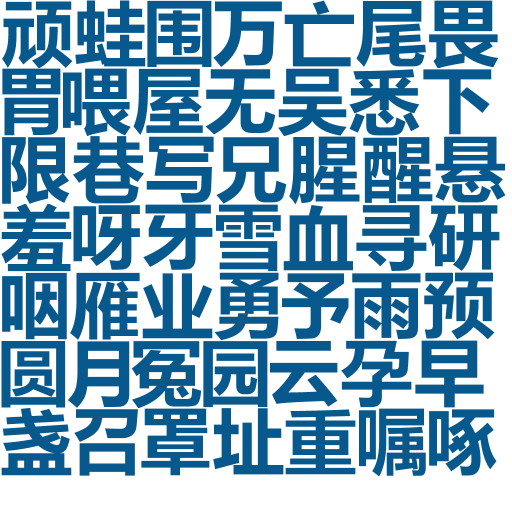 顽蛙围万亡尾畏
胃喂屋无吴悉下
限巷写兄腥醒悬
羞呀牙雪血寻研
咽雁业勇予雨预
圆月冤园云孕早
盏召罩址重嘱啄